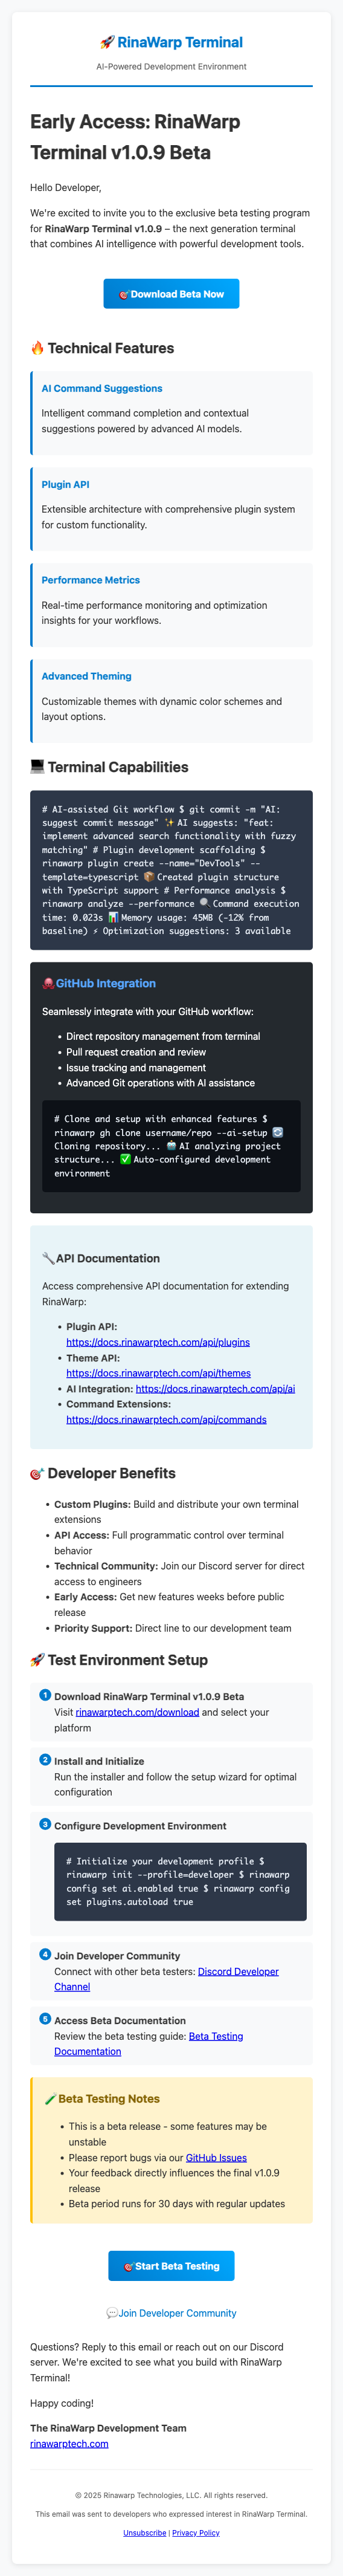 🚀 RinaWarp Terminal
AI-Powered Development Environment
Early Access: RinaWarp
Terminal v1.0.9 Beta
Hello Developer,
We're excited to invite you to the exclusive beta testing program
for RinaWarp Terminal v1.0.9 – the next generation terminal
that combines AI intelligence with powerful development tools.
🎯Download Beta Now
🔥 Technical Features
AI Command Suggestions
Intelligent command completion and contextual
suggestions powered by advanced AI models.
Plugin API
Extensible architecture with comprehensive plugin system
for custom functionality.
Performance Metrics
Real-time performance monitoring and optimization
insights for your workflows.
Advanced Theming
Customizable themes with dynamic color schemes and
layout options.
💻 Terminal Capabilities
# AI-assisted Git workflow $ git commit -m "AI:
suggest commit message" ✨ AI suggests: "feat:
implement advanced search functionality with fuzzy
matching" # Plugin development scaffolding $
rinawarp plugin create --name="DevTools" --
template=typescript 📦 Created plugin structure
with TypeScript support # Performance analysis $
rinawarp analyze --performance 🔍 Command execution
time: 0.023s 📊 Memory usage: 45MB (-12% from
baseline) ⚡ Optimization suggestions: 3 available
🐙GitHub Integration
Seamlessly integrate with your GitHub workflow:
• Direct repository management from terminal
• Pull request creation and review
• Issue tracking and management
• Advanced Git operations with AI assistance
# Clone and setup with enhanced features $
rinawarp gh clone username/repo --ai-setup 🔄
Cloning repository... 🤖 AI analyzing project
structure... ✅ Auto-configured development
environment
🔧API Documentation
Access comprehensive API documentation for extending
RinaWarp:
• Plugin API:
https://docs.rinawarptech.com/api/plugins
• Theme API:
https://docs.rinawarptech.com/api/themes
• AI Integration: https://docs.rinawarptech.com/api/ai
• Command Extensions:
https://docs.rinawarptech.com/api/commands
🎯 Developer Benefits
• Custom Plugins: Build and distribute your own terminal
extensions
• API Access: Full programmatic control over terminal
behavior
• Technical Community: Join our Discord server for direct
access to engineers
• Early Access: Get new features weeks before public
release
• Priority Support: Direct line to our development team
🚀 Test Environment Setup
1 Download RinaWarp Terminal v1.0.9 Beta
Visit rinawarptech.com/download and select your
platform
2 Install and Initialize
Run the installer and follow the setup wizard for optimal
configuration
3 Configure Development Environment
# Initialize your development profile $
rinawarp init --profile=developer $ rinawarp
config set ai.enabled true $ rinawarp config
set plugins.autoload true
4 Join Developer Community
Connect with other beta testers: Discord Developer
Channel
5 Access Beta Documentation
Review the beta testing guide: Beta Testing
Documentation
🧪Beta Testing Notes
• This is a beta release - some features may be
unstable
• Please report bugs via our GitHub Issues
• Your feedback directly influences the final v1.0.9
release
• Beta period runs for 30 days with regular updates
🎯Start Beta Testing
💬Join Developer Community
Questions? Reply to this email or reach out on our Discord
server. We're excited to see what you build with RinaWarp
Terminal!
Happy coding!
The RinaWarp Development Team
rinawarptech.com
© 2025 Rinawarp Technologies, LLC. All rights reserved.
This email was sent to developers who expressed interest in RinaWarp Terminal.
Unsubscribe | Privacy Policy